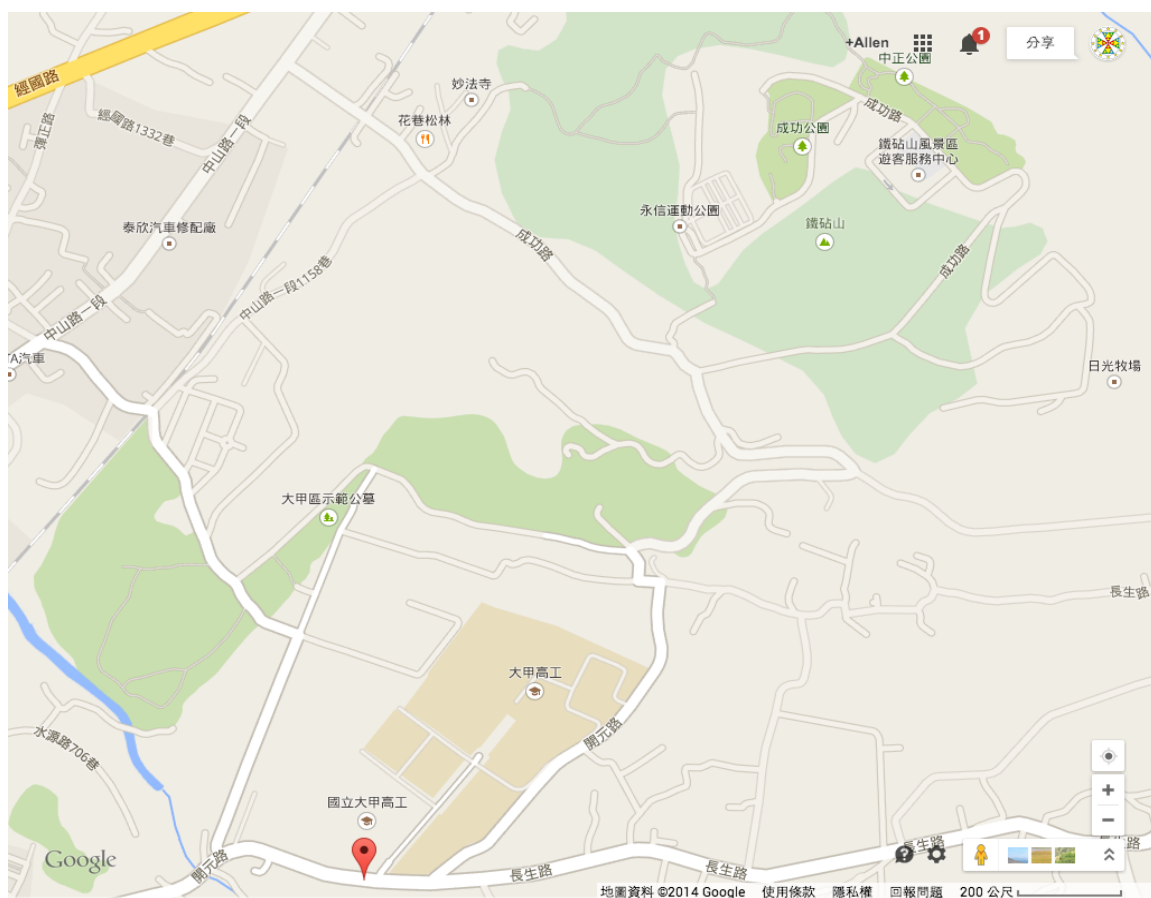 +Allen
1
分享
中正公園
經國路
妙法寺
成功路
花巷松林
成功公園
經國路1332巷
中山路一段
鐵砧山風景區
遊客服務中心
永信運動公園
泰欣汽車修配廠
鐵砧山
成功路
成功路
中山路一段1158巷
中山路一段
TA汽車
日光牧場
大甲區示範公墓
長生路
大甲高工
開元路
水源路706巷
國立大甲高工
Google
開元路
長生路
長生路
長生路
地圖資料 ©2014 Google 使用條款 隱私權 回報問題 200 公尺